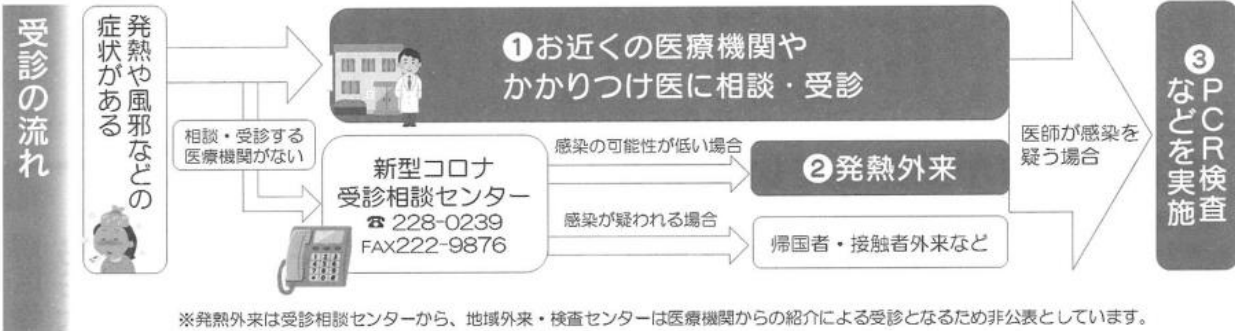 受診の流れ
発熱や風邪などの
症状がある
❶お近くの医療機関や
かかりつけ医に相談・受診
相談・受診する
医療機関がない
新型コロナ
受診相談センター
☎228-0239
FAX222-9876
感染の可能性が低い場合
❷発熱外来
感染が疑われる場合
帰国者・接触者外来など
医師が感染を
疑う場合
❸PCR検査
などを実施
※発熱外来は受診相談センターから、地域外来・検査センターは医療機関からの紹介による受診となるため非公表としています。